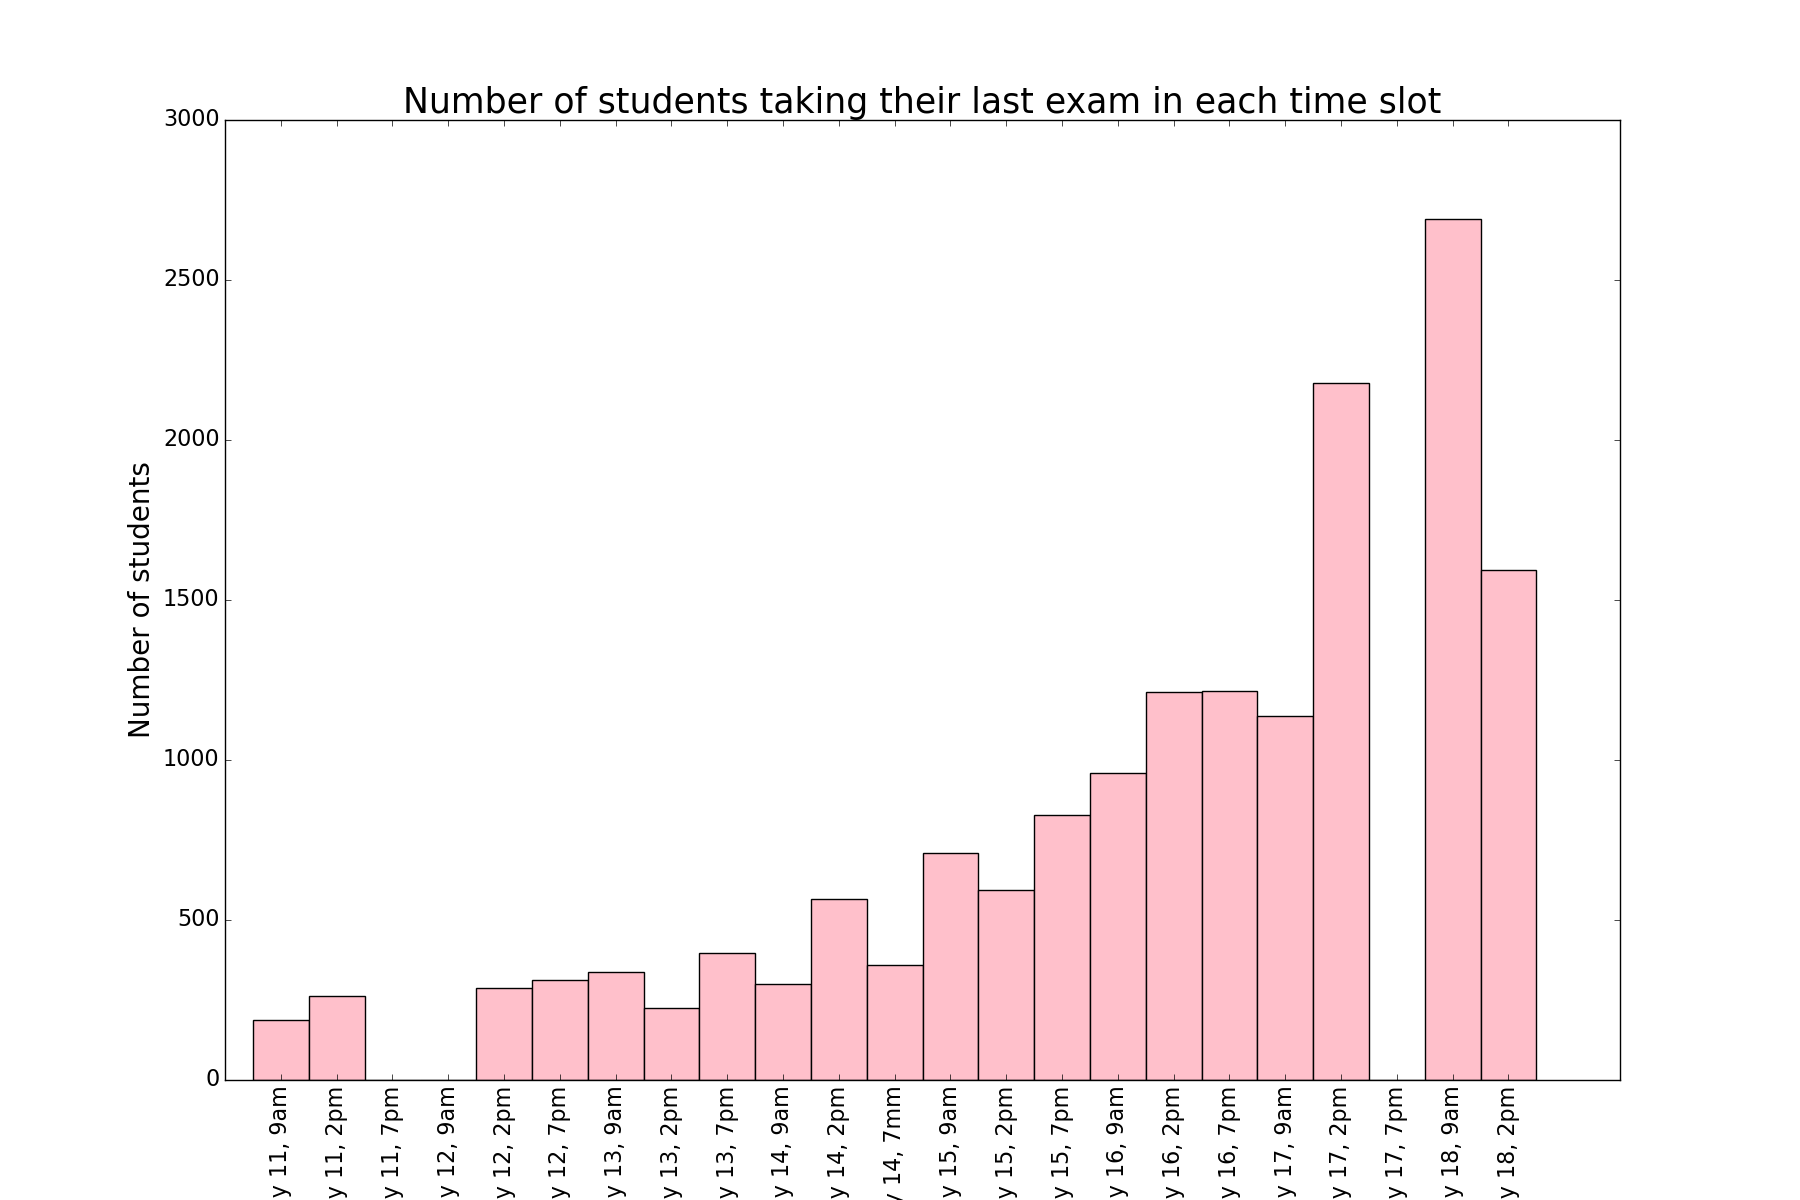 Number of students taking their last exam in each time slot
3000
2500
2000
1500
1000
500
0
Number of students
y 11, 9am
y 11, 2pm
y 11, 7pm
y 12, 9am
y 12, 2pm
y 12, 7pm
y 13, 9am
y 13, 2pm
y 13, 7pm
y 14, 9am
y 14, 2pm
y 14, 7mm
y 15, 9am
y 15, 2pm
y 15, 7pm
y 16, 9am
y 16, 2pm
y 16, 7pm
y 17, 9am
y 17, 2pm
y 17, 7pm
y 18, 9am
y 18, 2pm